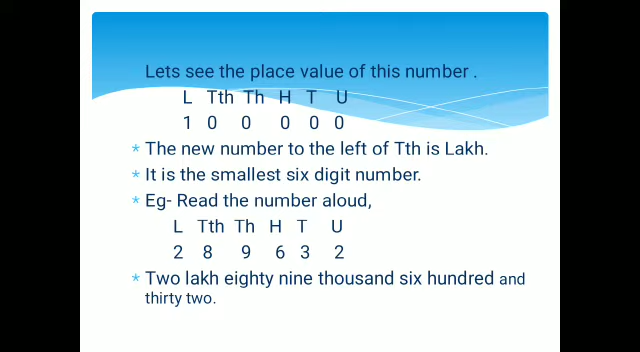 Lets see the place value of this number .
L Tth Th H T U
1 0 0 0 0 0
* The new number to the left of Tth is Lakh.
* It is the smallest six digit number.
* Eg- Read the number aloud,
L Tth Th H T U
2 8 9 6 3 2
* Two lakh eighty nine thousand six hundred and
thirty two.